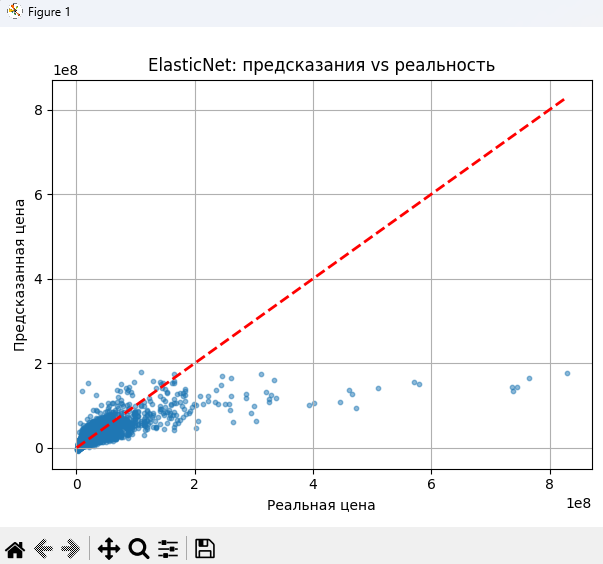 Figure 1
ElasticNet: предсказания vs реальность
1e8
8
6
4
2
0
Предсказанная цена
0
2
4
6
8
1e8
Реальная цена